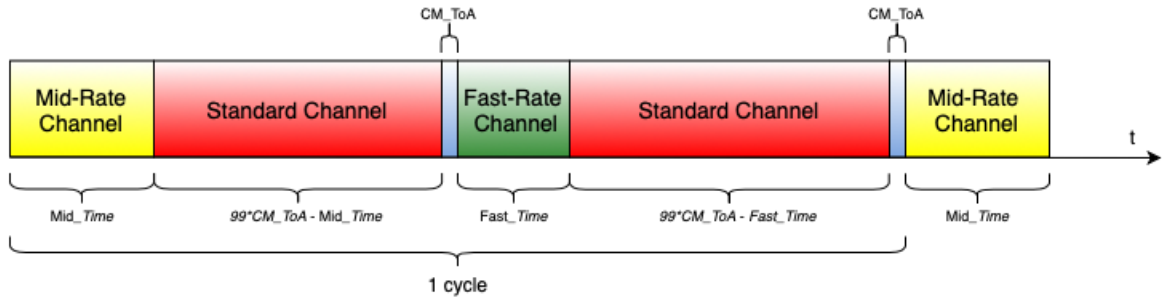 CM_ToA
CM_ToA
Mid-Rate
Channel
Standard Channel
Fast-Rate
Channel
Standard Channel
Mid-Rate
Channel
t
Mid_Time
99*CM_ToA - Mid_Time
Fast_Time
99*CM_ToA - Fast_Time
Mid_Time
1 cycle